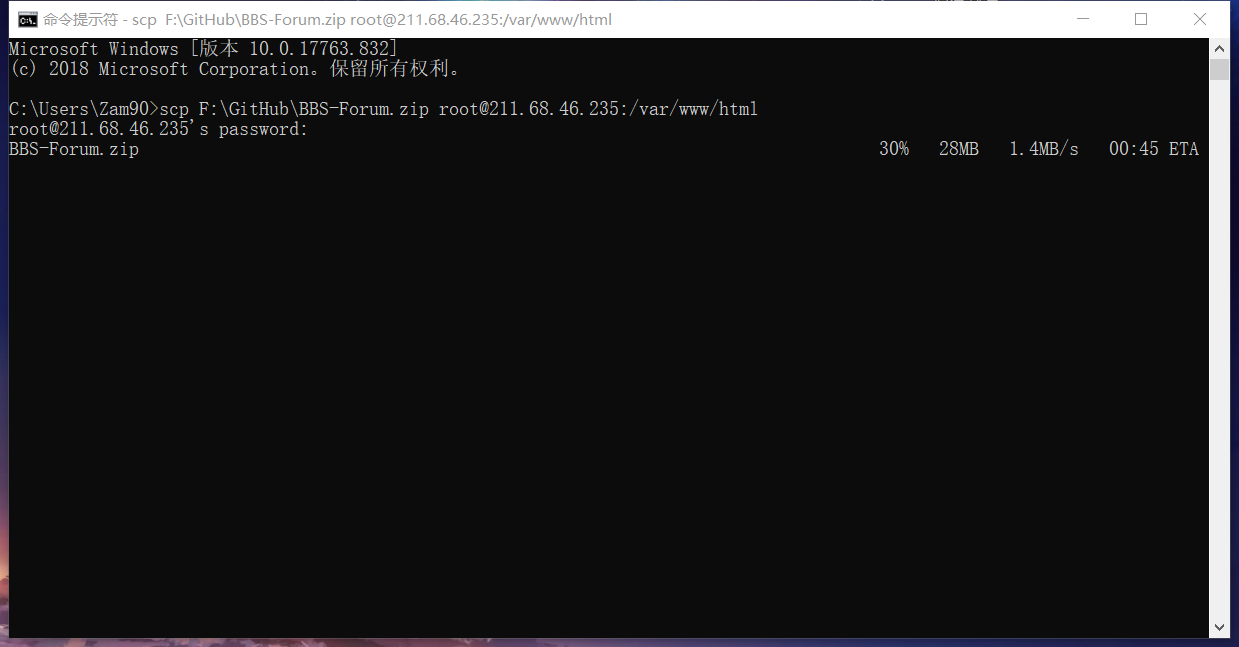 命令提示符 - scp  F:\GitHub\BBS-Forum.zip root@211.68.46.235:/var/www/html
Microsoft Windows [版本 10.0.17763.832]
(c) 2018 Microsoft Corporation。保留所有权利。
C:\Users\Zam90>scp F:\GitHub\BBS-Forum.zip root@211.68.46.235:/var/www/html
root@211.68.46.235's password:
BBS-Forum.zip 30% 28MB 1.4MB/s 00:45 ETA